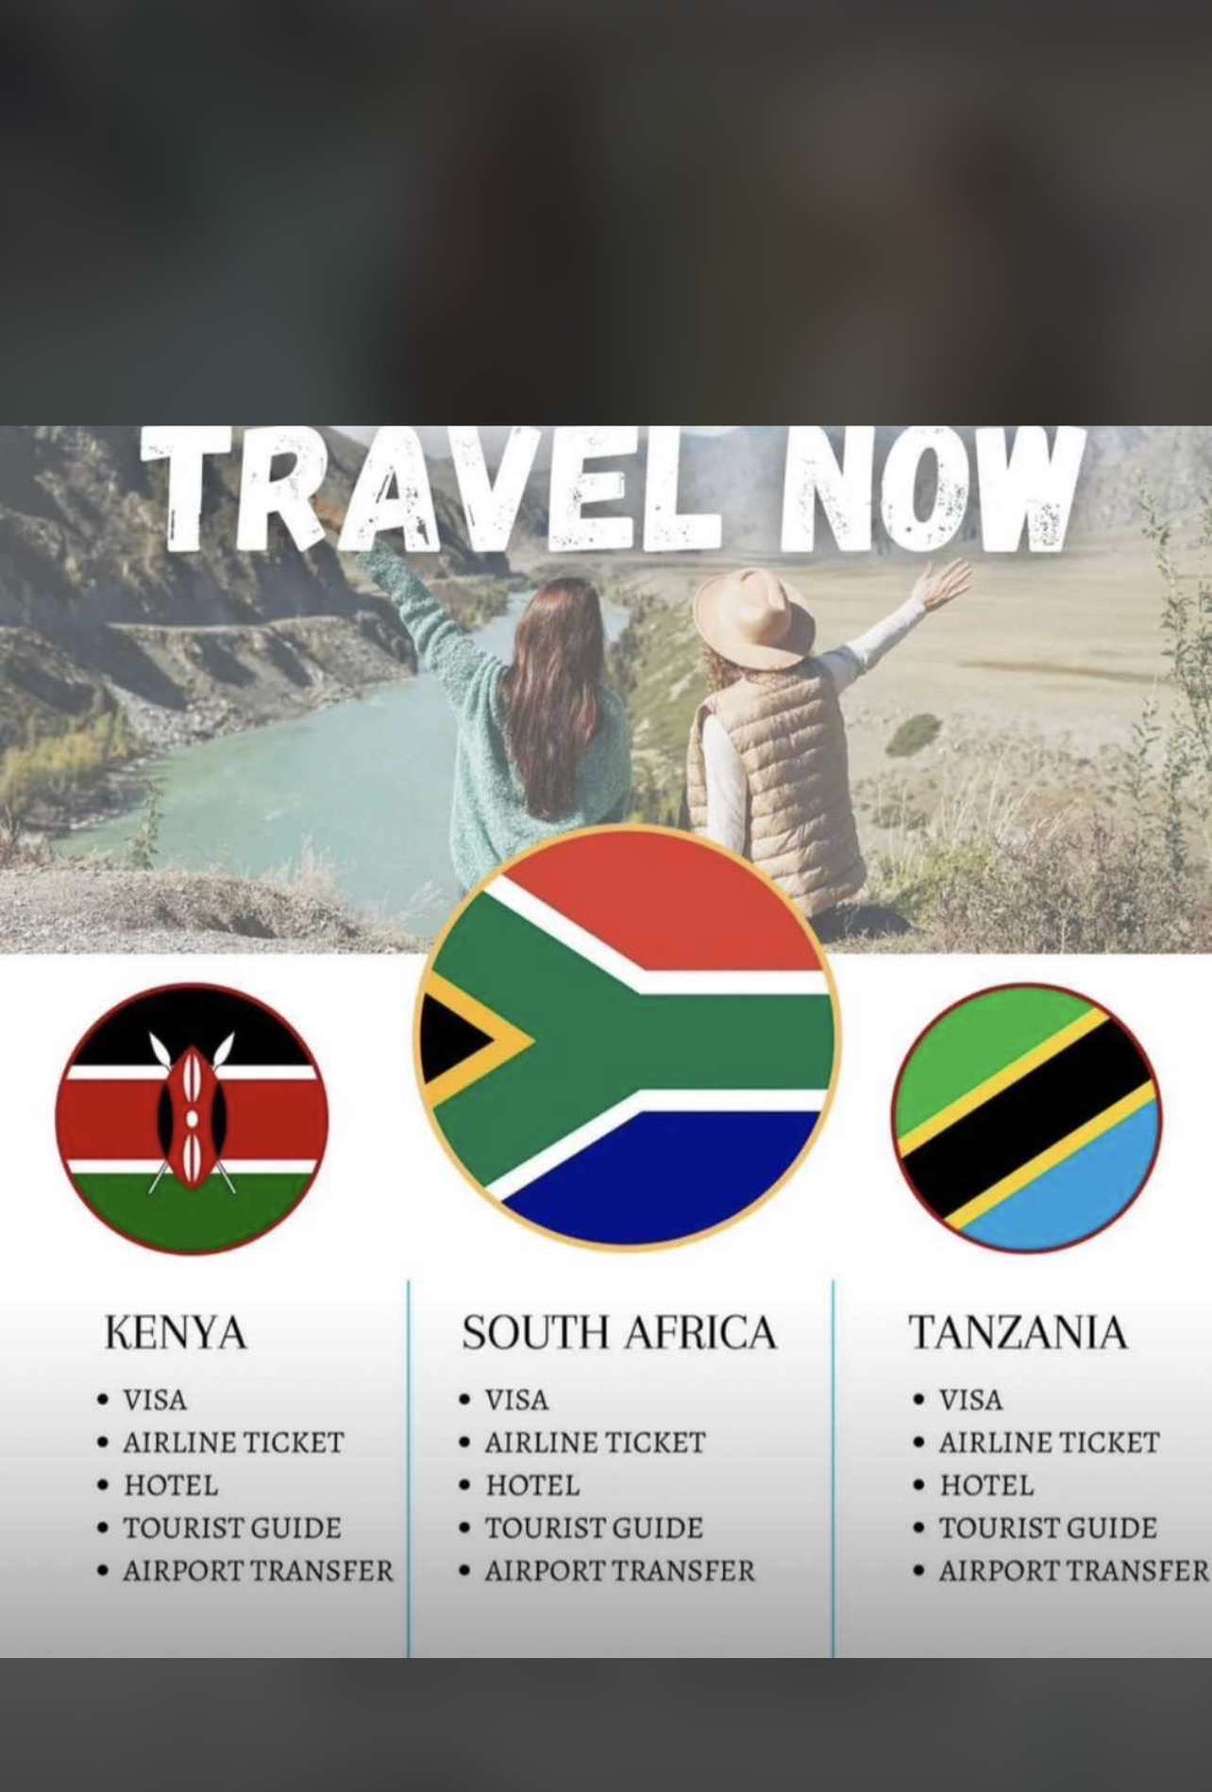 TRAVEL NOW
KENYA
• VISA
• AIRLINE TICKET
• HOTEL
• TOURIST GUIDE
• AIRPORT TRANSFER
SOUTH AFRICA
• VISA
• AIRLINE TICKET
• HOTEL
• TOURIST GUIDE
• AIRPORT TRANSFER
TANZANIA
• VISA
• AIRLINE TICKET
• HOTEL
• TOURIST GUIDE
• AIRPORT TRANSFER